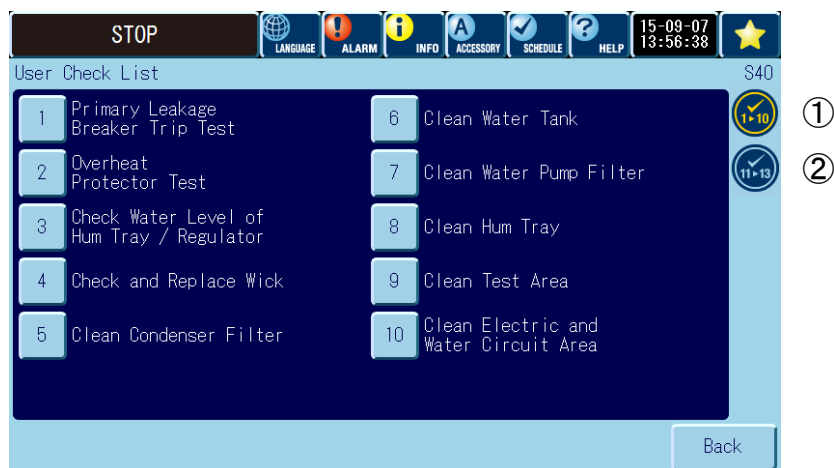 STOP
LANGUAGE
ALARM
INFO
A
ACCESSORY
SCHEDULE
?
HELP
15-09-07
13:56:38
User Check List
S40
1
Primary Leakage
Breaker Trip Test
2
Overheat
Protector Test
3
Check Water Level of
Hum Tray / Regulator
4
Check and Replace Wick
5
Clean Condenser Filter
6
Clean Water Tank
7
Clean Water Pump Filter
8
Clean Hum Tray
9
Clean Test Area
10
Clean Electric and
Water Circuit Area
1▸10
①
11▸13
②
Back